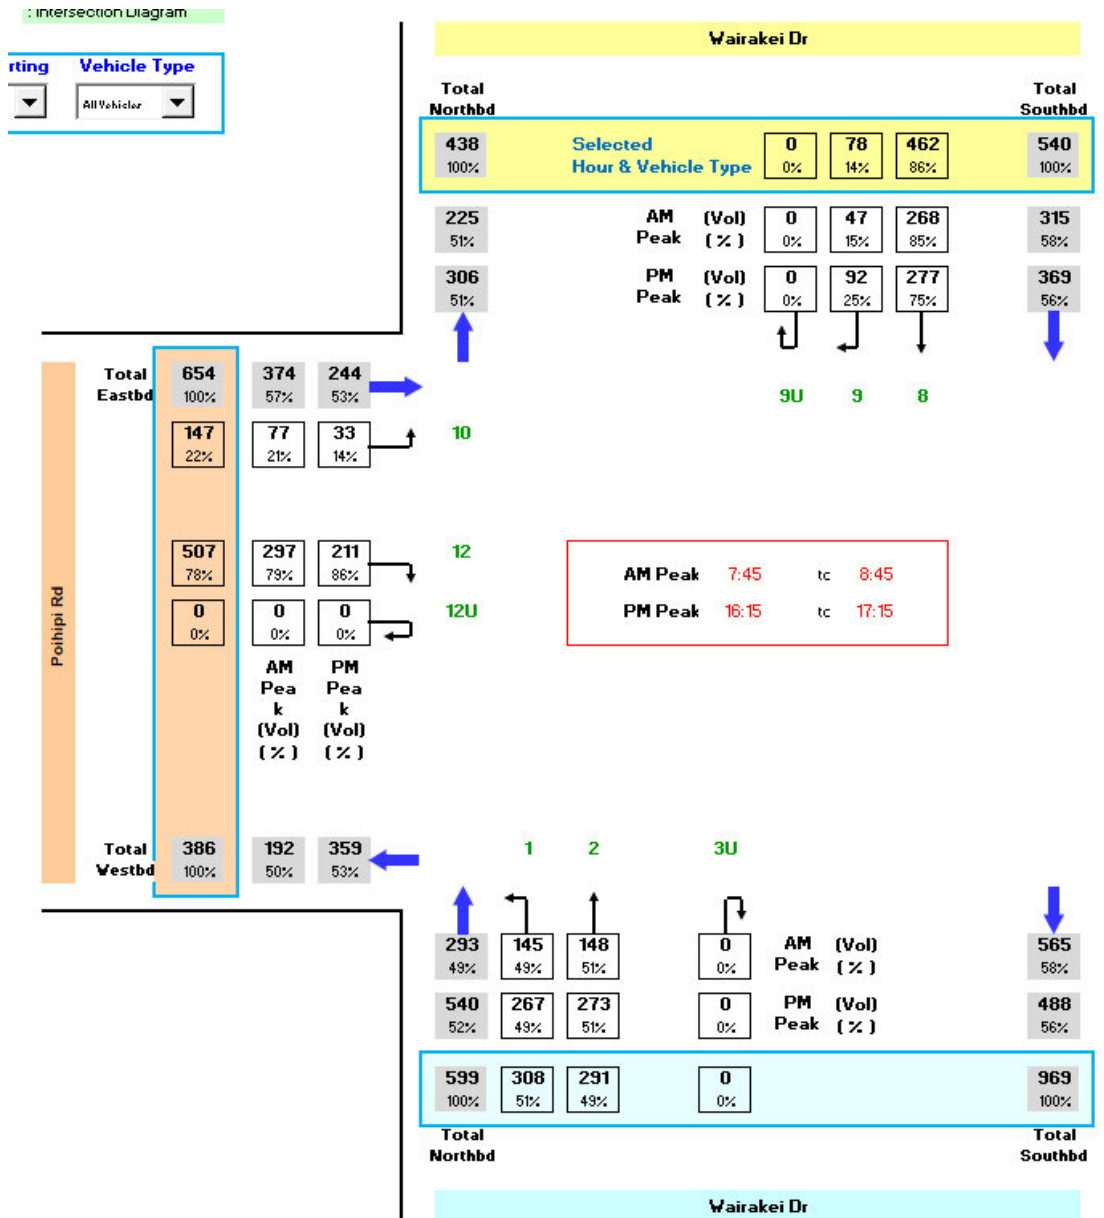 : Intersection Diagram
Wairakei Dr
rting Vehicle Type
All Vehicles
Total Northbd
Total Southbd
438 100%
Selected Hour & Vehicle Type
0 0%
78 14%
462 86%
540 100%
225 51%
AM Peak (Vol) (%)
0 0%
47 15%
268 85%
315 58%
306 51%
PM Peak (Vol) (%)
0 0%
92 25%
277 75%
369 56%
Total Eastbd
654 100%
374 57%
244 53%
9U 9 8
147 22%
77 21%
33 14%
10
507 78%
297 79%
211 86%
12
AM Peak 7:45 to 8:45
PM Peak 16:15 to 17:15
0 0%
0 0%
0 0%
12U
Poihipi Rd
AM Pea k (Vol) (%)
PM Pea k (Vol) (%)
Total Westbd
386 100%
192 50%
359 53%
1 2 3U
293 49%
145 49%
148 51%
0 0%
AM Peak (Vol) (%)
565 58%
540 52%
267 49%
273 51%
0 0%
PM Peak (Vol) (%)
488 56%
599 100%
308 51%
291 49%
0 0%
969 100%
Total Northbd
Total Southbd
Wairakei Dr